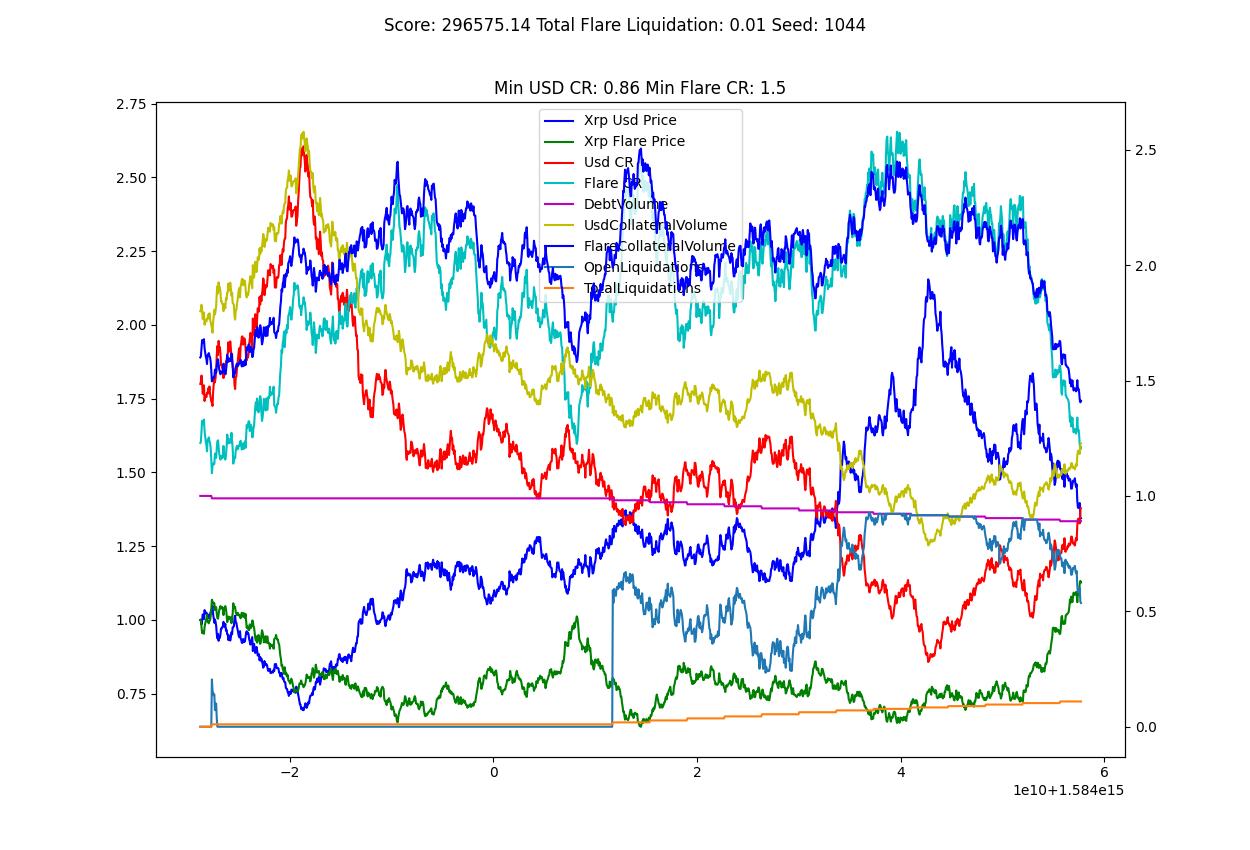 Score: 296575.14 Total Flare Liquidation: 0.01 Seed: 1044
Min USD CR: 0.86 Min Flare CR: 1.5
2.75
2.50
2.25
2.00
1.75
1.50
1.25
1.00
0.75
Xrp Usd Price
Xrp Flare Price
Usd CR
Flare CR
DebtVolume
UsdCollateralVolume
FlareCollateralVolume
OpenLiquidations
TotalLiquidations
2.5
2.0
1.5
1.0
0.5
0.0
−2
0
2
4
6
1e10+1.584e15